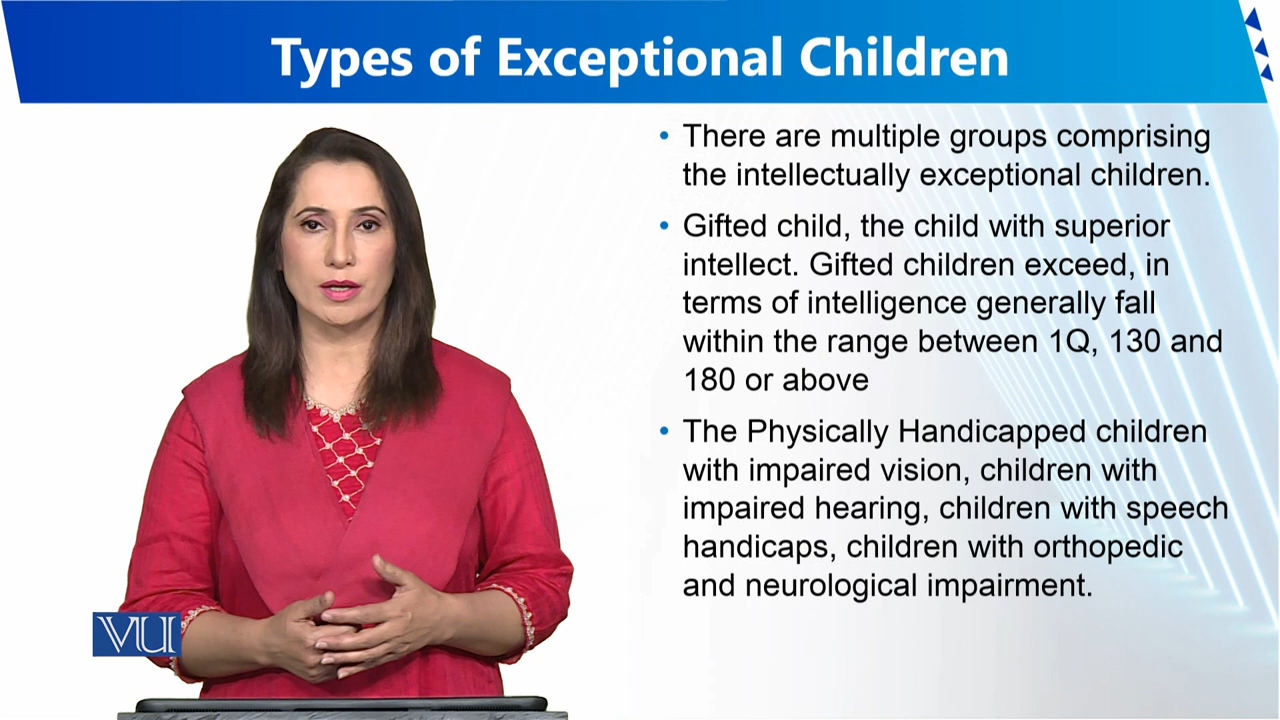 Types of Exceptional Children
• There are multiple groups comprising
the intellectually exceptional children.
• Gifted child, the child with superior
intellect. Gifted children exceed, in
terms of intelligence generally fall
within the range between 1Q, 130 and
180 or above
• The Physically Handicapped children
with impaired vision, children with
impaired hearing, children with speech
handicaps, children with orthopedic
and neurological impairment.
VU